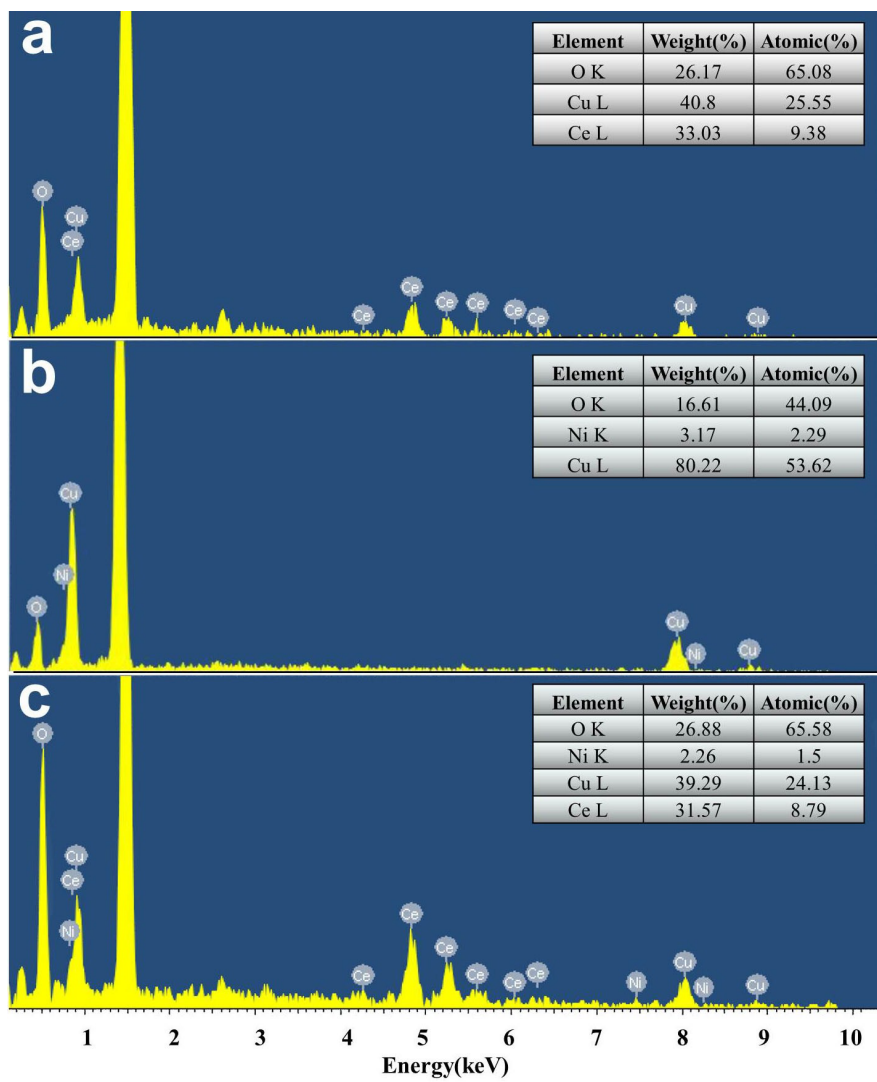 a
Element Weight(%) Atomic(%)
O K 26.17 65.08
Cu L 40.8 25.55
Ce L 33.03 9.38
O
Cu
Ce
Ce
Ce
Ce
Ce
Ce
Ce
Cu
Cu
b
Element Weight(%) Atomic(%)
O K 16.61 44.09
Ni K 3.17 2.29
Cu L 80.22 53.62
Cu
Ni
O
Cu
Ni
Cu
c
Element Weight(%) Atomic(%)
O K 26.88 65.58
Ni K 2.26 1.5
Cu L 39.29 24.13
Ce L 31.57 8.79
O
Cu
Ce
Ni
Ce
Ce
Ce
Ce
Ce
Ce
Ni
Cu
Ni
Cu
1 2 3 4 5 6 7 8 9 10
Energy(keV)